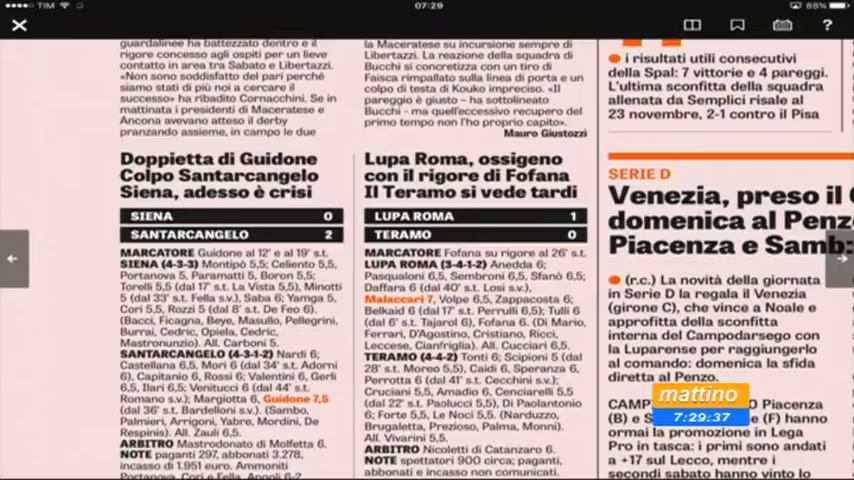 TIM
07:29
88%
?
guardalinee ha battezzato dentro e il
rigore concesso agli ospiti per un lieve
contatto in area tra Sabato e Libertazzi.
«Non sono soddisfatto del pari perché
siamo stati di più noi a cercare il
successo» ha ribadito Cornacchini. Se in
mattinata i presidenti di Maceratese e
Ancona avevano atteso il derby
pranzando assieme, in campo le due
Doppietta di Guidone
Colpo Santarcangelo
Siena, adesso è crisi
SIENA 0
SANTARCANGELO 2
MARCATORE Guidone al 12' e al 19' s.t.
SIENA (4-3-3) Montipò 5,5; Celiento 5,5,
Portanova 5, Paramatti 5, Boron 5,5;
Torelli 5,5 (dal 17' s.t. La Vista 5,5), Minotti
5 (dal 33' s.t. Fella s.v.), Saba 6; Yamga 5,
Cori 5,5, Rozzi 5 (dal 8' s.t. De Feo 6).
(Bacci, Ficagna, Beye, Masullo, Pellegrini,
Burrai, Cedric, Opiela, Cedric,
Mastronunzio). All. Carboni 5.
SANTARCANGELO (4-3-1-2) Nardi 6;
Castellana 6,5, Mori 6 (dal 34' s.t. Adorni
6), Capitanio 6, Rossi 6; Valentini 6, Gerli
6,5, Ilari 6,5; Venitucci 6 (dal 44' s.t.
Romano s.v.); Margiotta 6, Guidone 7,5
(dal 36' s.t. Bardelloni s.v.). (Sambo,
Palmieri, Arrigoni, Yabre, Mordini, De
Respinis). All. Zauli 6,5.
ARBITRO Mastrodonato di Molfetta 6.
NOTE paganti 297, abbonati 3.278,
incasso di 1.951 euro. Ammoniti
Portanova, Cori e Fella. Angoli 6-2
la Maceratese su incursione sempre di
Libertazzi. La reazione della squadra di
Bucchi si concretizza con un tiro di
Faisca rimpallato sulla linea di porta e un
colpo di testa di Kouko impreciso. «Il
pareggio è giusto – ha sottolineato
Bucchi - ma quell'eccessivo recupero del
primo tempo non l'ho proprio capito».
Mauro Giustozzi
Lupa Roma, ossigeno
con il rigore di Fofana
Il Teramo si vede tardi
LUPA ROMA 1
TERAMO 0
MARCATORE Fofana su rigore al 26' s.t.
LUPA ROMA (3-4-1-2) Anedda 6;
Pasqualoni 6,5, Sembroni 6,5, Sfanò 6,5;
Daffara 6 (dal 40' s.t. Losi s.v.),
Malaccari 7, Volpe 6,5, Zappacosta 6;
Belkaid 6 (dal 17' s.t. Perrulli 6,5); Tulli 6
(dal 6' s.t. Tajarol 6), Fofana 6. (Di Mario,
Ferrari, D'Agostino, Cristiano, Ricci,
Leccese, Cianfriglia). All. Cucciari 6,5.
TERAMO (4-4-2) Tonti 6; Scipioni 5 (dal
28' s.t. Moreo 5,5), Caidi 6, Speranza 6,
Perrotta 6 (dal 41' s.t. Cecchini s.v.);
Cruciani 5,5, Amadio 6, Cenciarelli 5,5
(dal 22' s.t. Paolucci 5,5), Di Paolantonio
6; Forte 5,5, Le Noci 5,5. (Narduzzo,
Brugaletta, Prezioso, Palma, Monni).
All. Vivarini 5,5.
ARBITRO Nicoletti di Catanzaro 6.
NOTE spettatori 900 circa; paganti,
abbonati e incasso non comunicati.
i risultati utili consecutivi
della Spal: 7 vittorie e 4 pareggi.
L'ultima sconfitta della squadra
allenata da Semplici risale al
23 novembre, 2-1 contro il Pisa
SERIE D
Venezia, preso il
domenica al Penzo
Piacenza e Samb:
(r.c.) La novità della giornata
in Serie D la regala il Venezia
(girone C), che vince a Noale e
approfitta della sconfitta
interna del Campodarsego con
la Luparense per raggiungerlo
al comando: domenica la sfida
diretta al Penzo.
CAMP O Piacenza
(B) e S e (F) hanno
ormai la promozione in Lega
Pro in tasca: i primi sono andati
a +17 sul Lecco, mentre i
secondi sabato hanno vinto lo
mattino
7:29:37